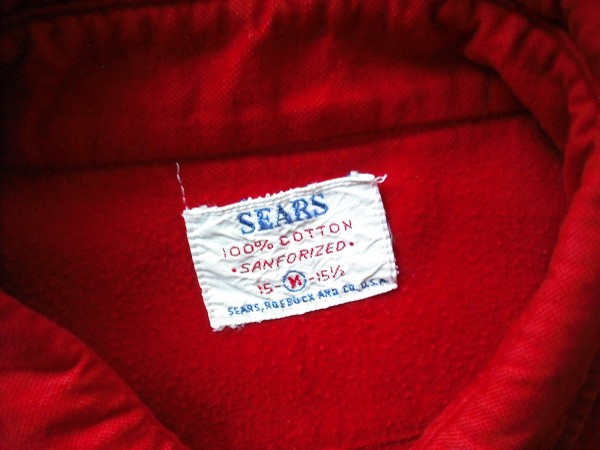 SEARS
100% COTTON
•SANFORIZED•
15-M-15½
SEARS, ROEBUCK AND CO., U.S.A.